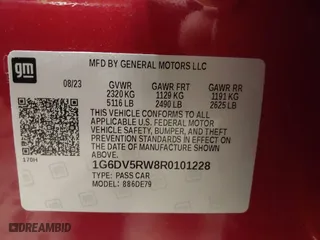 gm
MFD BY GENERAL MOTORS LLC
08/23 GVWR GAWR FRT GAWR RR
2320 KG 1129 KG 1191 KG
5116 LB 2490 LB 2625 LB
THIS VEHICLE CONFORMS TO ALL
APPLICABLE U.S. FEDERAL MOTOR
VEHICLE SAFETY, BUMPER, AND THEFT
PREVENTION STANDARDS IN EFFECT
ON THE DATE OF MANUFACTURE
SHOWN ABOVE.
170H
1G6DV5RW8R0101228
TYPE: PASS CAR
MODEL: 886DE79
DREAMBID